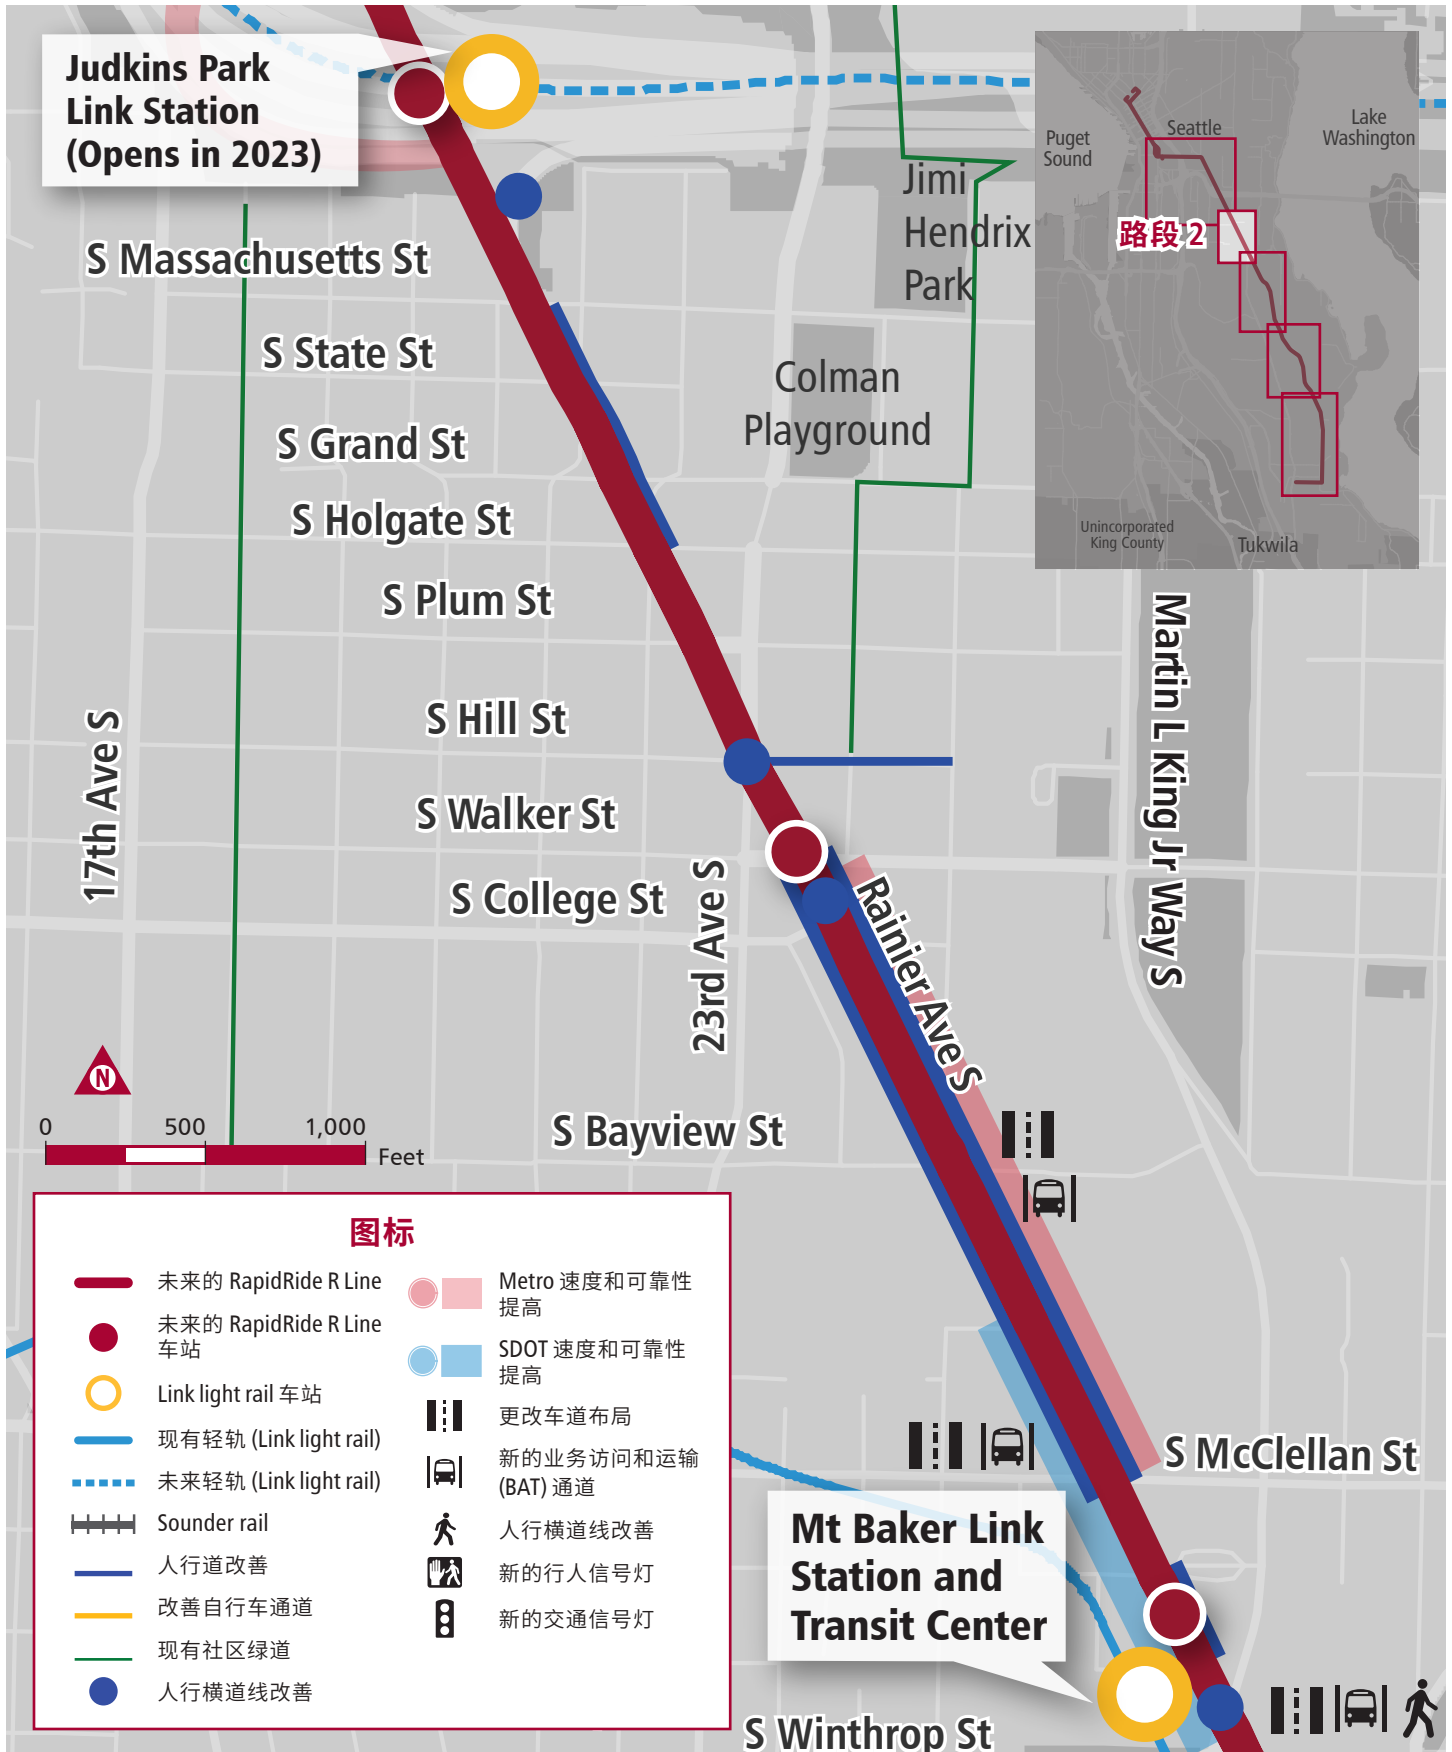 Judkins Park
Link Station
(Opens in 2023)
Puget
Sound
Seattle
Lake
Washington
路段 2
Unincorporated
King County
Tukwila
Jimi
Hendrix
Park
S Massachusetts St
S State St
Colman
Playground
S Grand St
S Holgate St
S Plum St
S Hill St
S Walker St
S College St
17th Ave S
23rd Ave S
Rainier Ave S
Martin L King Jr Way S
N
0 500 1,000
Feet
S Bayview St
S McClellan St
Mt Baker Link
Station and
Transit Center
S Winthrop St
图标
未来的 RapidRide R Line
未来的 RapidRide R Line
车站
Link light rail 车站
现有轻轨 (Link light rail)
未来轻轨 (Link light rail)
Sounder rail
人行道改善
改善自行车通道
现有社区绿道
人行横道线改善
Metro 速度和可靠性
提高
SDOT 速度和可靠性
提高
更改车道布局
新的业务访问和运输
(BAT) 通道
人行横道线改善
新的行人信号灯
新的交通信号灯